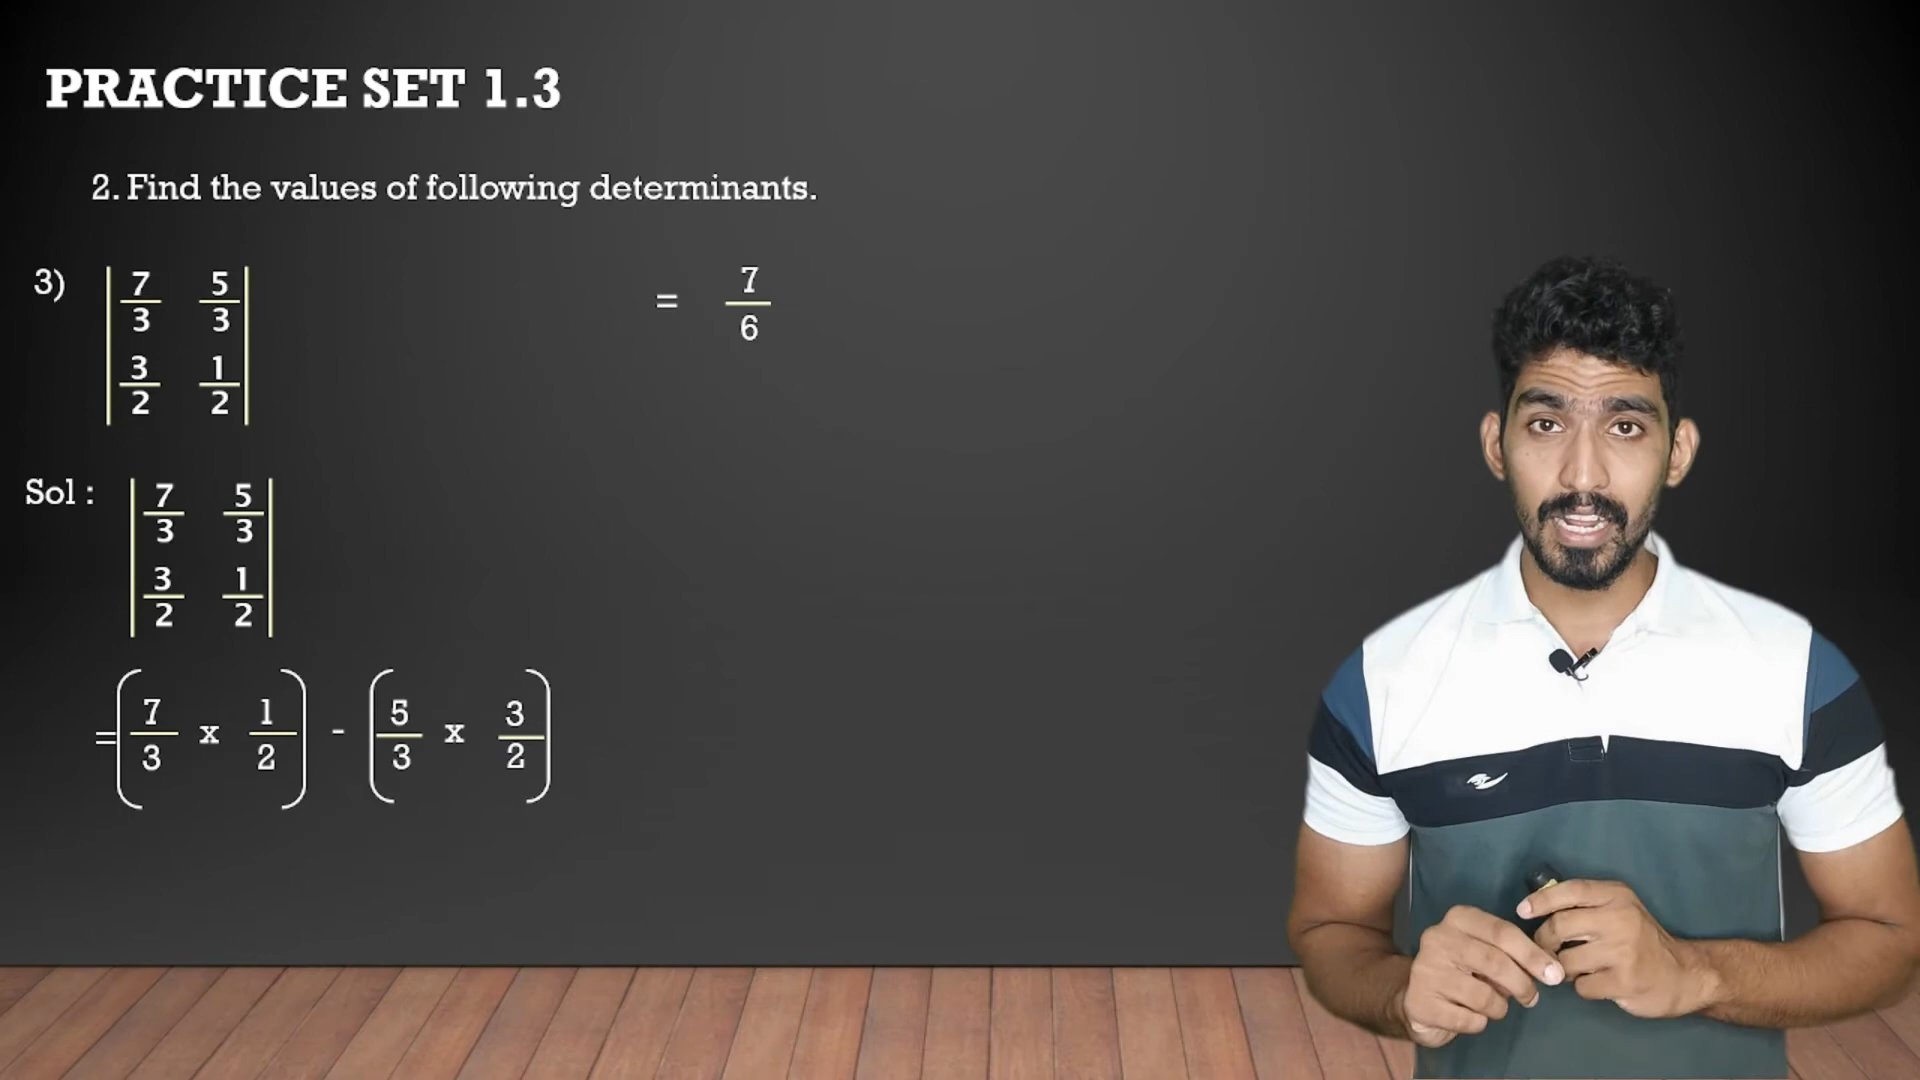 PRACTICE SET 1.3
2. Find the values of following determinants.
3) | 7/3 5/3 |
| 3/2 1/2 |
Sol : | 7/3 5/3 |
| 3/2 1/2 |
= ( 7/3 x 1/2 ) - ( 5/3 x 3/2 )
= 7/6